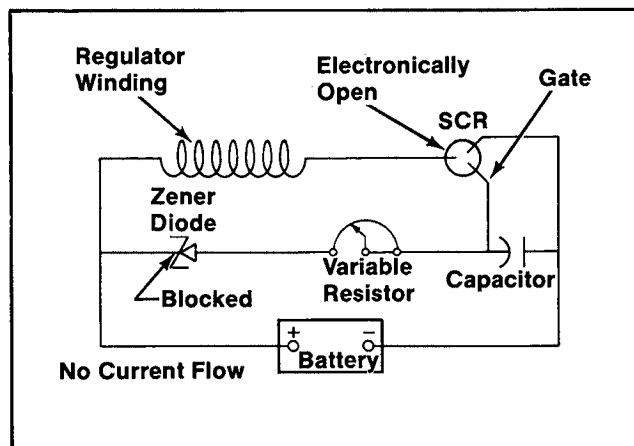 Regulator
Winding
Electronically
Open
SCR
Gate
Zener
Diode
Blocked
Variable
Resistor
Capacitor
+ −
Battery
No Current Flow